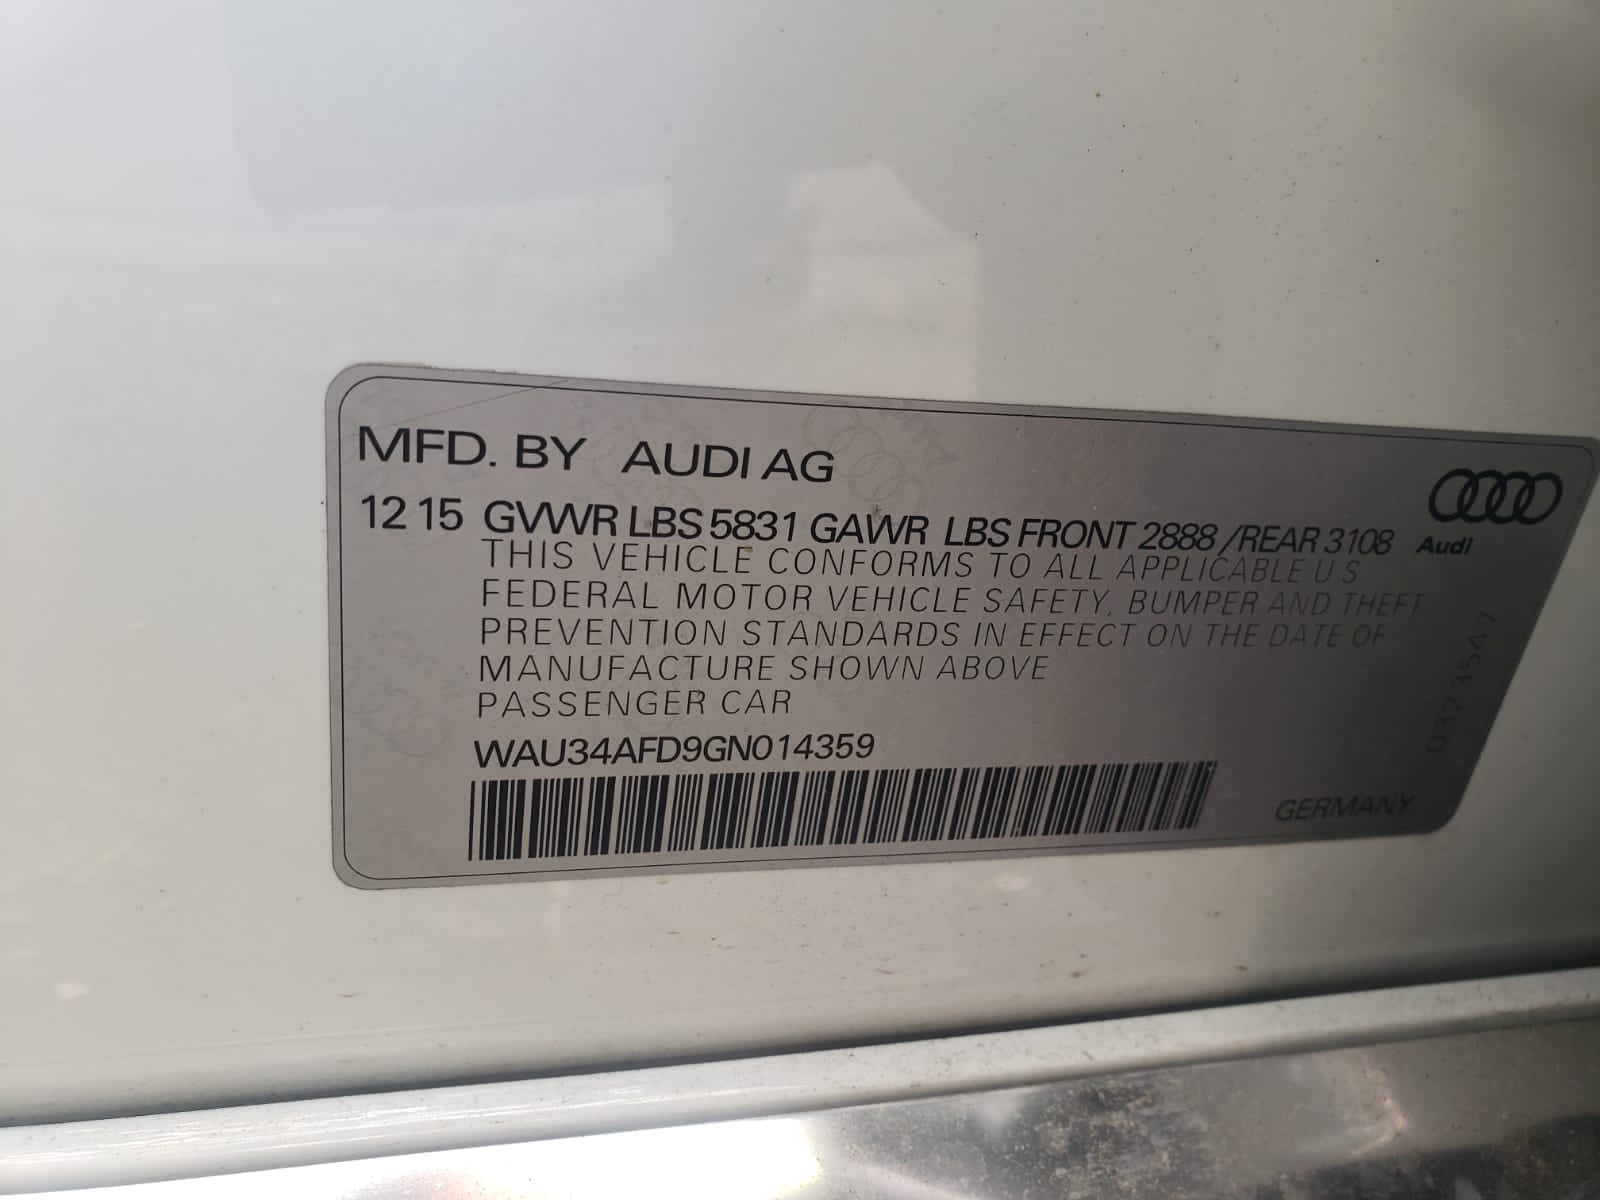 MFD. BY AUDI AG
12 15 GVWR LBS 5831 GAWR LBS FRONT 2888 /REAR 3108
Audi
THIS VEHICLE CONFORMS TO ALL APPLICABLE U S
FEDERAL MOTOR VEHICLE SAFETY, BUMPER AND THEFT
PREVENTION STANDARDS IN EFFECT ON THE DATE OF
MANUFACTURE SHOWN ABOVE
PASSENGER CAR
WAU34AFD9GN014359
GERMANY